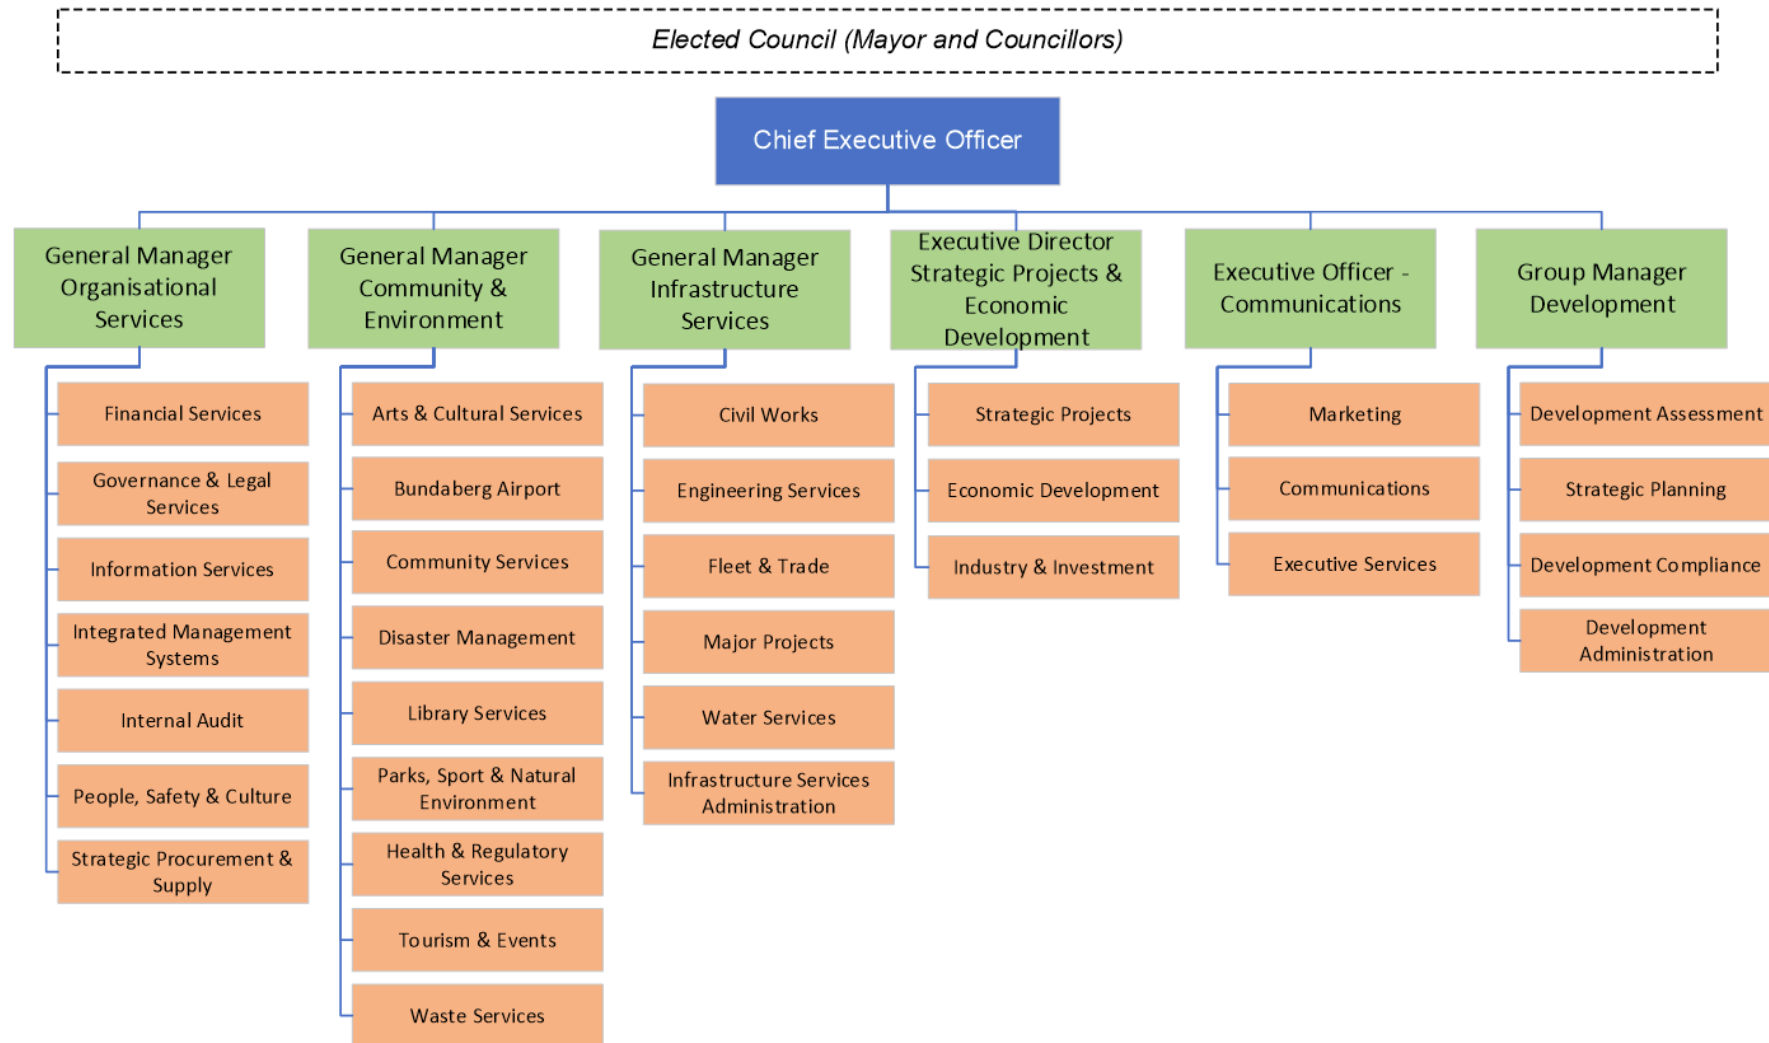 Elected Council (Mayor and Councillors)
Chief Executive Officer
General Manager
Organisational
Services
General Manager
Community &
Environment
General Manager
Infrastructure
Services
Executive Director
Strategic Projects &
Economic
Development
Executive Officer -
Communications
Group Manager
Development
Financial Services
Governance & Legal
Services
Information Services
Integrated Management
Systems
Internal Audit
People, Safety & Culture
Strategic Procurement &
Supply
Arts & Cultural Services
Bundaberg Airport
Community Services
Disaster Management
Library Services
Parks, Sport & Natural
Environment
Health & Regulatory
Services
Tourism & Events
Waste Services
Civil Works
Engineering Services
Fleet & Trade
Major Projects
Water Services
Infrastructure Services
Administration
Strategic Projects
Economic Development
Industry & Investment
Marketing
Communications
Executive Services
Development Assessment
Strategic Planning
Development Compliance
Development
Administration